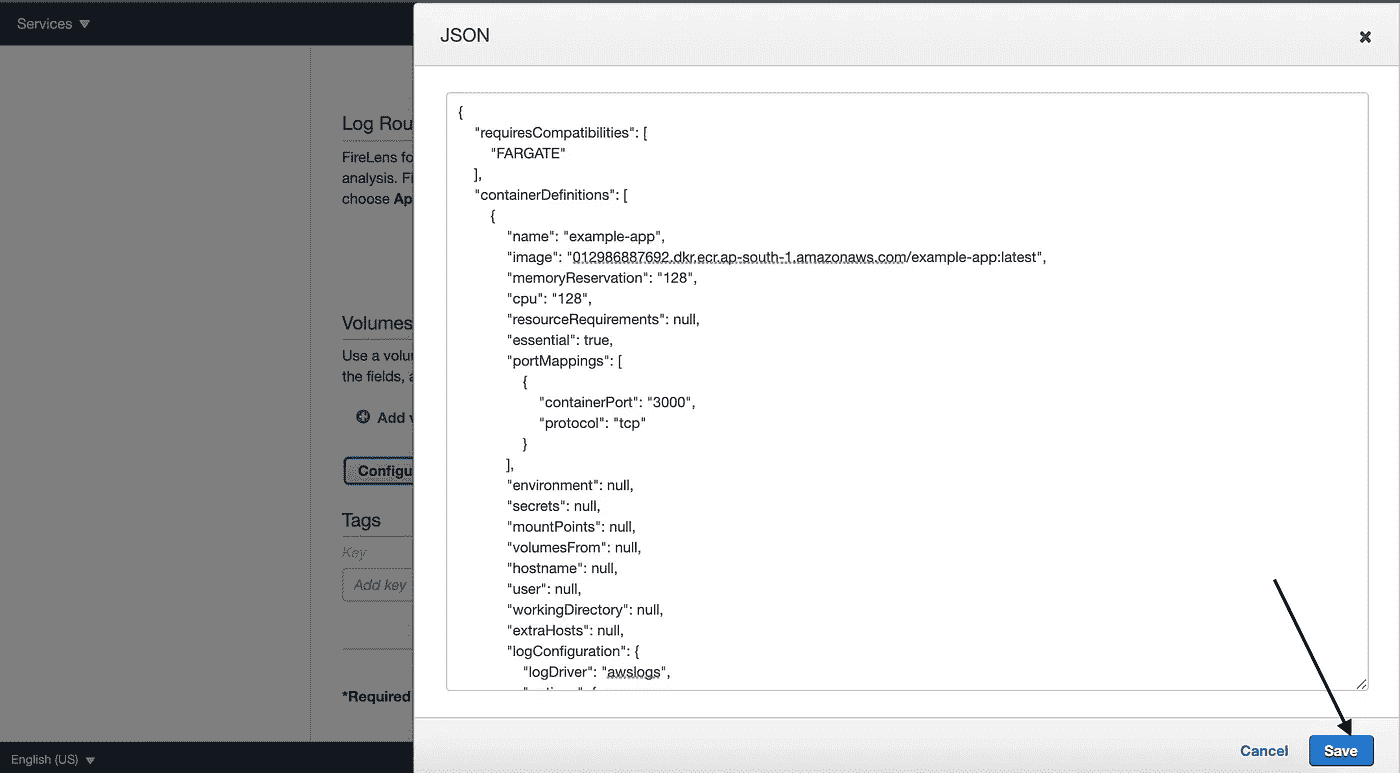 Services
JSON
Log Rou
FireLens fo
analysis. Fi
choose Ap
Volumes
Use a volu
the fields, a
Add v
Configu
Tags
Key
Add key
*Required
{
"requiresCompatibilities": [
"FARGATE"
],
"containerDefinitions": [
{
"name": "example-app",
"image": "012986887692.dkr.ecr.ap-south-1.amazonaws.com/example-app:latest",
"memoryReservation": "128",
"cpu": "128",
"resourceRequirements": null,
"essential": true,
"portMappings": [
{
"containerPort": "3000",
"protocol": "tcp"
}
],
"environment": null,
"secrets": null,
"mountPoints": null,
"volumesFrom": null,
"hostname": null,
"user": null,
"workingDirectory": null,
"extraHosts": null,
"logConfiguration": {
"logDriver": "awslogs",
Cancel
Save
English (US)